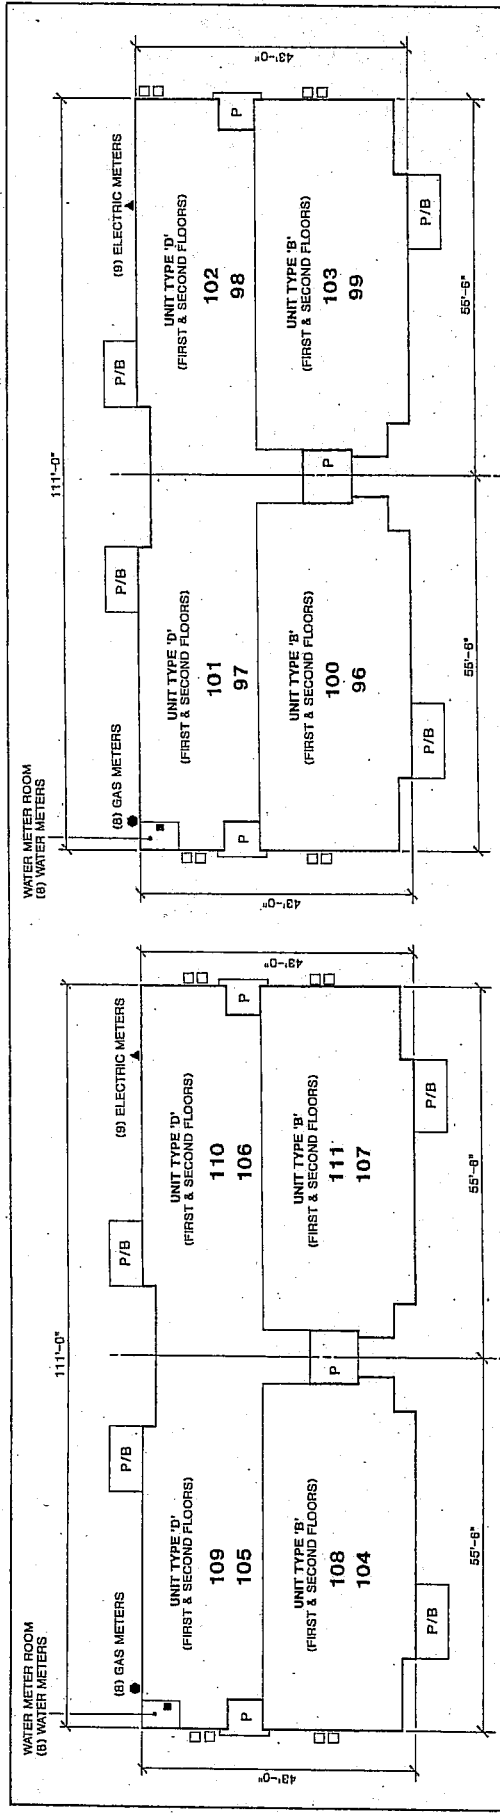 WATER METER ROOM
(8) WATER METERS
(8) GAS METERS
111'-0"
(9) ELECTRIC METERS
P/B
P/B
43'-0"
43'-0"
UNIT TYPE 'D'
(FIRST & SECOND FLOORS)
109
105
UNIT TYPE 'D'
(FIRST & SECOND FLOORS)
110
106
P
P
P
UNIT TYPE 'B'
(FIRST & SECOND FLOORS)
108
104
UNIT TYPE 'B'
(FIRST & SECOND FLOORS)
111
107
P/B
P/B
55'-6"
55'-6"
WATER METER ROOM
(8) WATER METERS
(8) GAS METERS
111'-0"
(9) ELECTRIC METERS
P/B
P/B
43'-0"
43'-0"
UNIT TYPE 'D'
(FIRST & SECOND FLOORS)
101
97
UNIT TYPE 'D'
(FIRST & SECOND FLOORS)
102
98
P
P
P
UNIT TYPE 'B'
(FIRST & SECOND FLOORS)
100
96
UNIT TYPE 'B'
(FIRST & SECOND FLOORS)
103
99
P/B
P/B
55'-6"
55'-6"